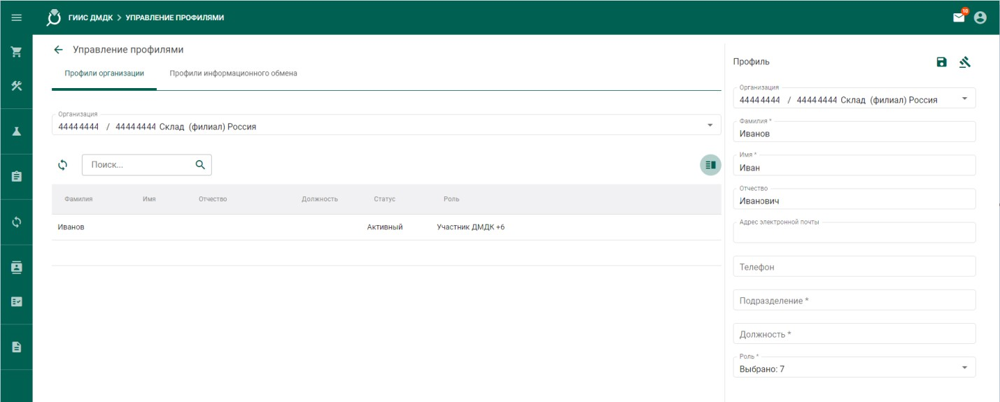 ГИИС ДМДК > УПРАВЛЕНИЕ ПРОФИЛЯМИ
10
Управление профилями
Профили организации
Профили информационного обмена
Организация
44444444 / 44444444 Склад (филиал) Россия
Поиск...
Фамилия Имя Отчество Должность Статус Роль
Иванов Активный Участник ДМДК +6
Профиль
Организация
44444444 / 44444444 Склад (филиал) Россия
Фамилия *
Иванов
Имя *
Иван
Отчество
Иванович
Адрес электронной почты
Телефон
Подразделение *
Должность *
Роль *
Выбрано: 7